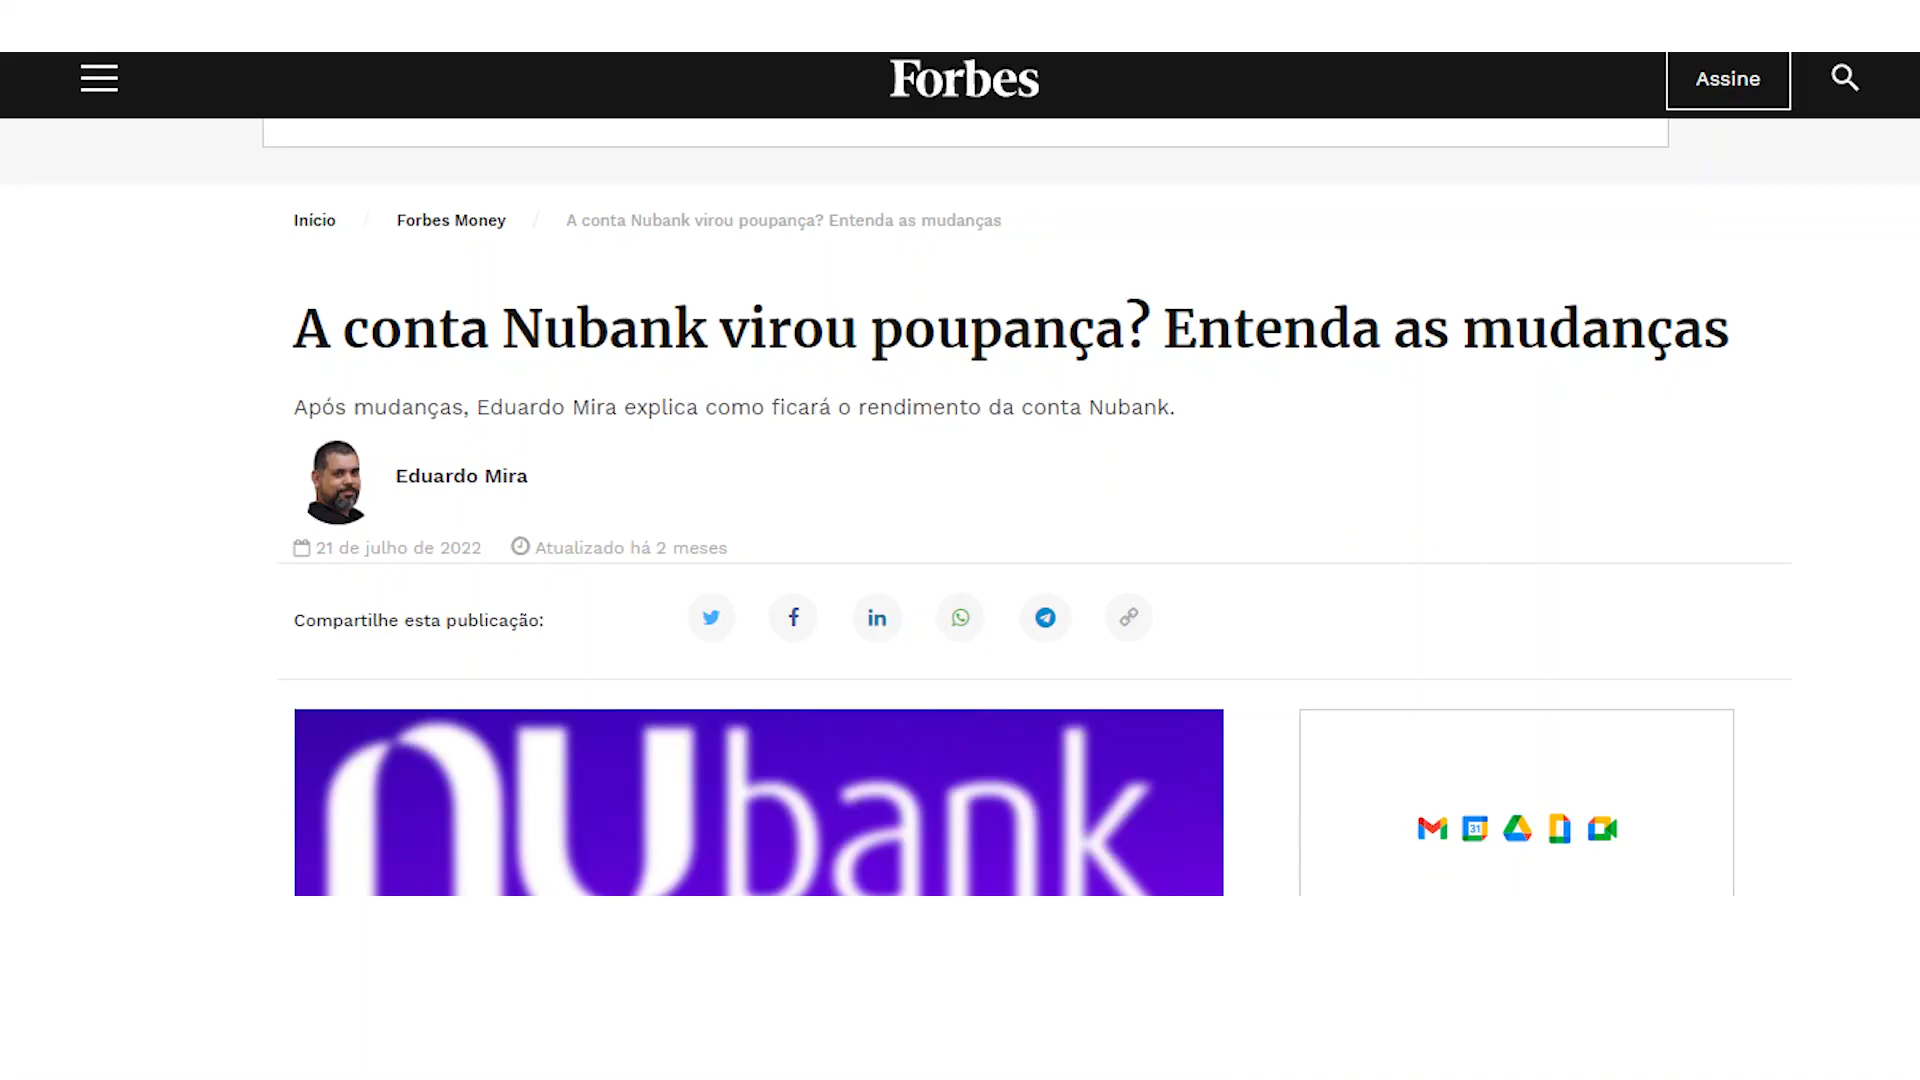 Forbes
Assine
Início / Forbes Money / A conta Nubank virou poupança? Entenda as mudanças
A conta Nubank virou poupança? Entenda as mudanças
Após mudanças, Eduardo Mira explica como ficará o rendimento da conta Nubank.
Eduardo Mira
21 de julho de 2022 Atualizado há 2 meses
Compartilhe esta publicação:
nubank
31